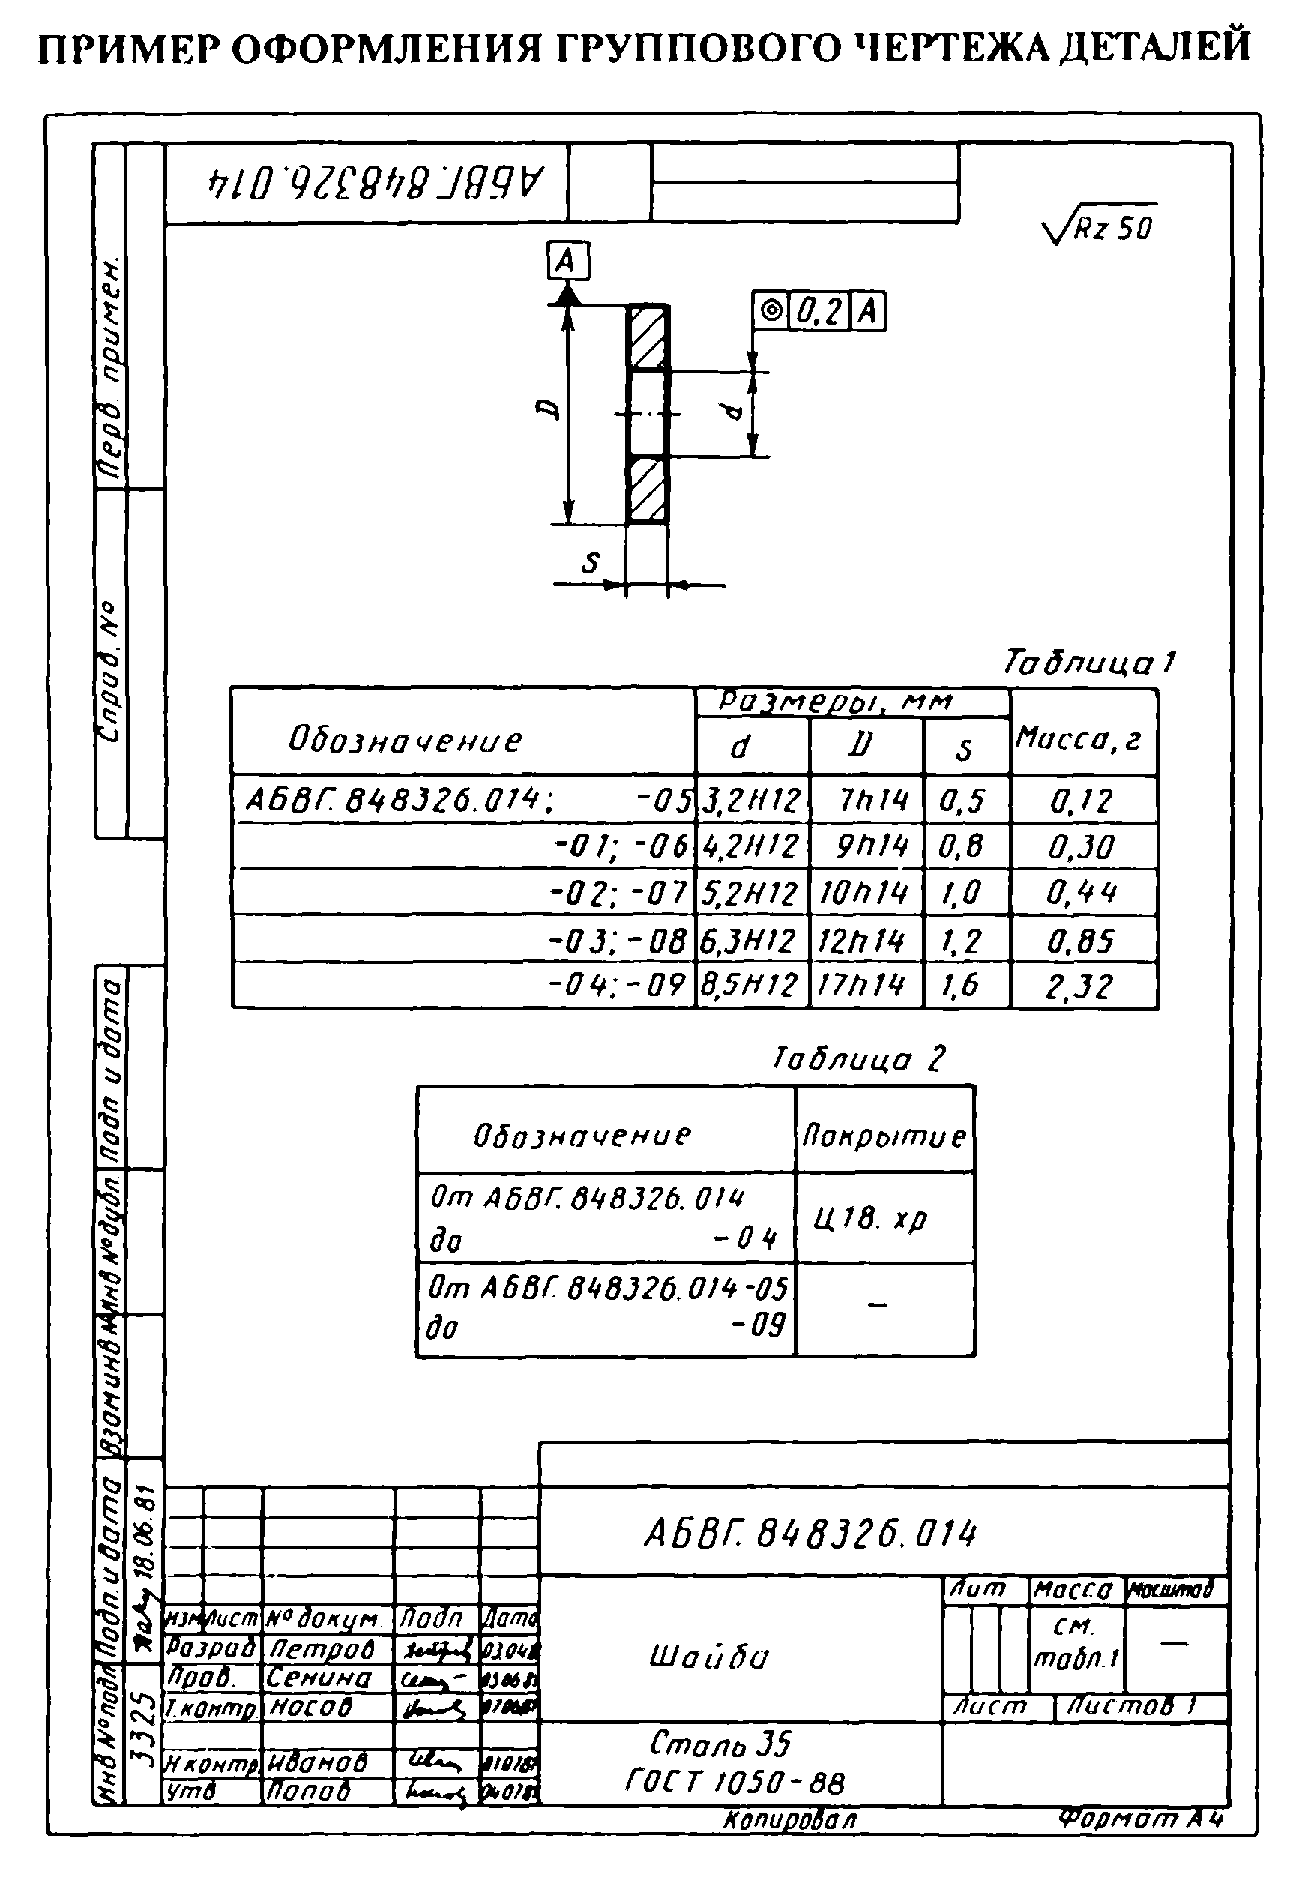 ПРИМЕР ОФОРМЛЕНИЯ ГРУППОВОГО ЧЕРТЕЖА ДЕТАЛЕЙ
АБВГ.848326.014
Rz 50
А
0,2 А
D
d
S
Таблица 1
Обозначение Размеры, мм Масса, г
d D S
АБВГ.848326.014; -05 3,2H12 7h14 0,5 0,12
-01; -06 4,2H12 9h14 0,8 0,30
-02; -07 5,2H12 10h14 1,0 0,44
-03; -08 6,3H12 12h14 1,2 0,85
-04; -09 8,5H12 17h14 1,6 2,32
Таблица 2
Обозначение Покрытие
От АБВГ.848326.014
до -04
Ц18.хр
От АБВГ.848326.014-05
до -09
–
Перв. примен.
Справ. №
Подп и дата
Инв № дубл
Взам инв №
Подп. и дата
18.06.81
Инв № подл
3325
АБВГ.848326.014
Изм Лист № докум. Подп Дата
Разраб Петров
Пров. Сенина
Т.контр. Носов
Н контр. Иванов
Утв Попов
Шайба
Лит Масса Масштаб
см.
табл.1
—
Лист Листов 1
Сталь 35
ГОСТ 1050-88
Копировал Формат А4